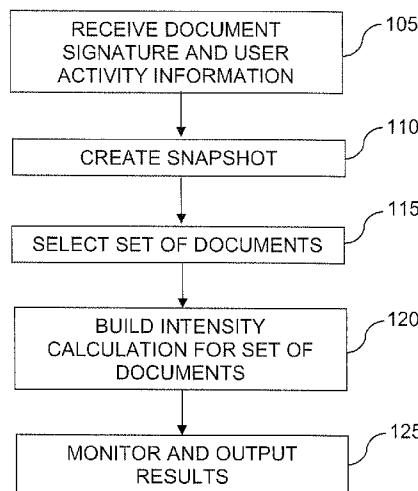 RECEIVE DOCUMENT
SIGNATURE AND USER
ACTIVITY INFORMATION
105
CREATE SNAPSHOT
110
SELECT SET OF DOCUMENTS
115
BUILD INTENSITY
CALCULATION FOR SET OF
DOCUMENTS
120
MONITOR AND OUTPUT
RESULTS
125